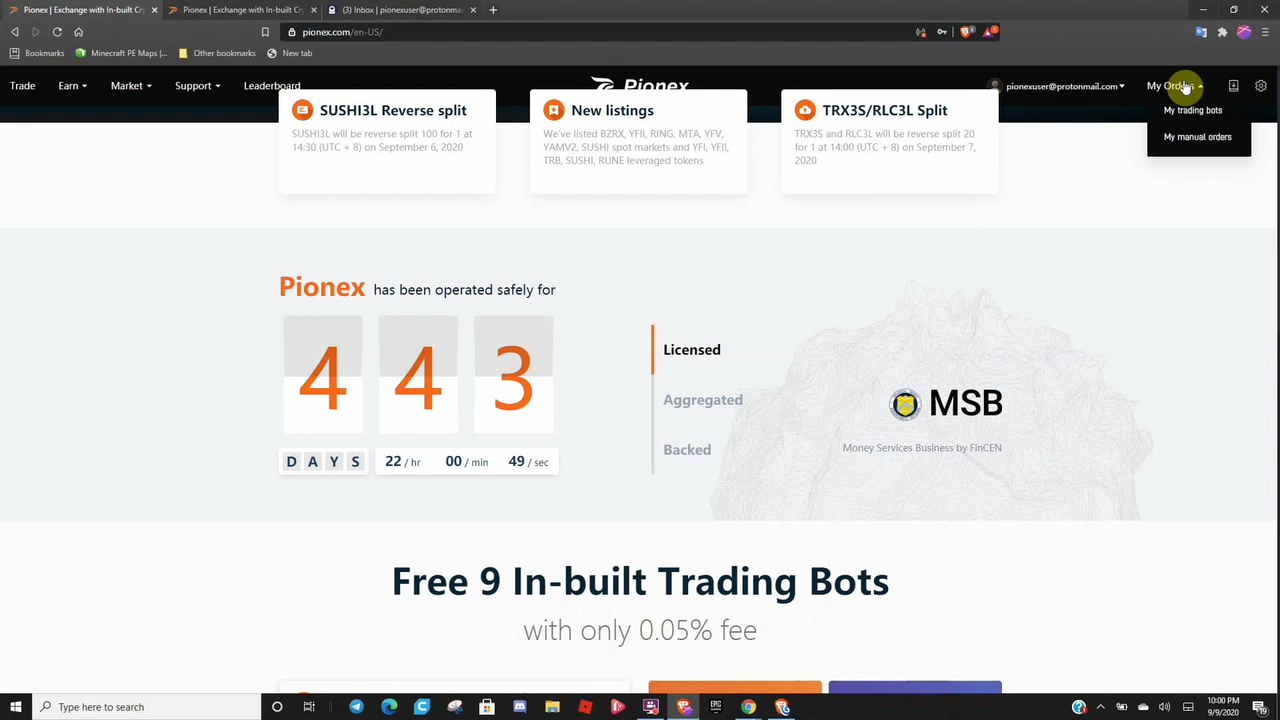 Pionex | Exchange with In-built Cry
Pionex | Exchange with In-built Cry
(3) Inbox | pionexuser@protonmai
pionex.com/en-US/
Bookmarks
Minecraft PE Maps |...
Other bookmarks
New tab
Trade
Earn
Market
Support
Leaderboard
Pionex
pionexuser@protonmail.com
My Orders
My trading bots
My manual orders
SUSHI3L Reverse split
SUSHI3L will be reverse split 100 for 1 at
14:30 (UTC + 8) on September 6, 2020
New listings
We've listed BZRX, YFII, RING, MTA, YFV,
YAMV2, SUSHI spot markets and YFI, YFII,
TRB, SUSHI, RUNE leveraged tokens
TRX3S/RLC3L Split
TRX3S and RLC3L will be reverse split 20
for 1 at 14:00 (UTC + 8) on September 7,
2020
Pionex has been operated safely for
4 4 3
D A Y S 22 / hr 00 / min 49 / sec
Licensed
Aggregated
Backed
MSB
Money Services Business by FinCEN
Free 9 In-built Trading Bots
with only 0.05% fee
Type here to search
EPIC
10:00 PM
9/9/2020